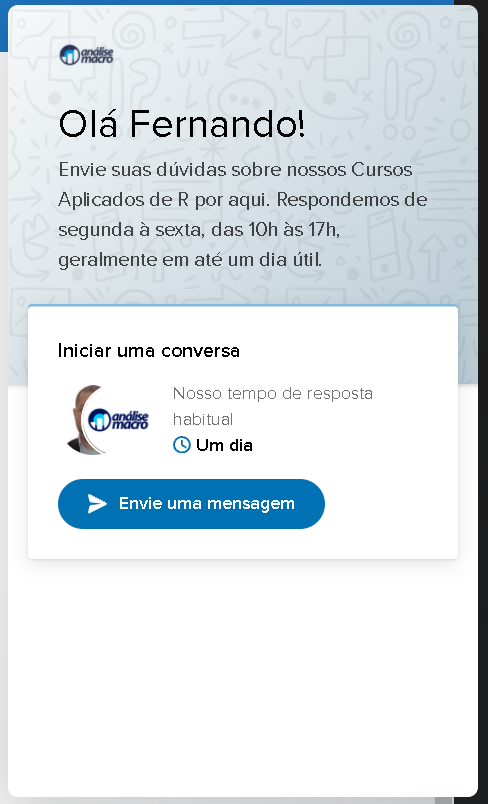 análise
macro
Olá Fernando!
Envie suas dúvidas sobre nossos Cursos
Aplicados de R por aqui. Respondemos de
segunda à sexta, das 10h às 17h,
geralmente em até um dia útil.
Iniciar uma conversa
análise
macro
Nosso tempo de resposta
habitual
Um dia
Envie uma mensagem